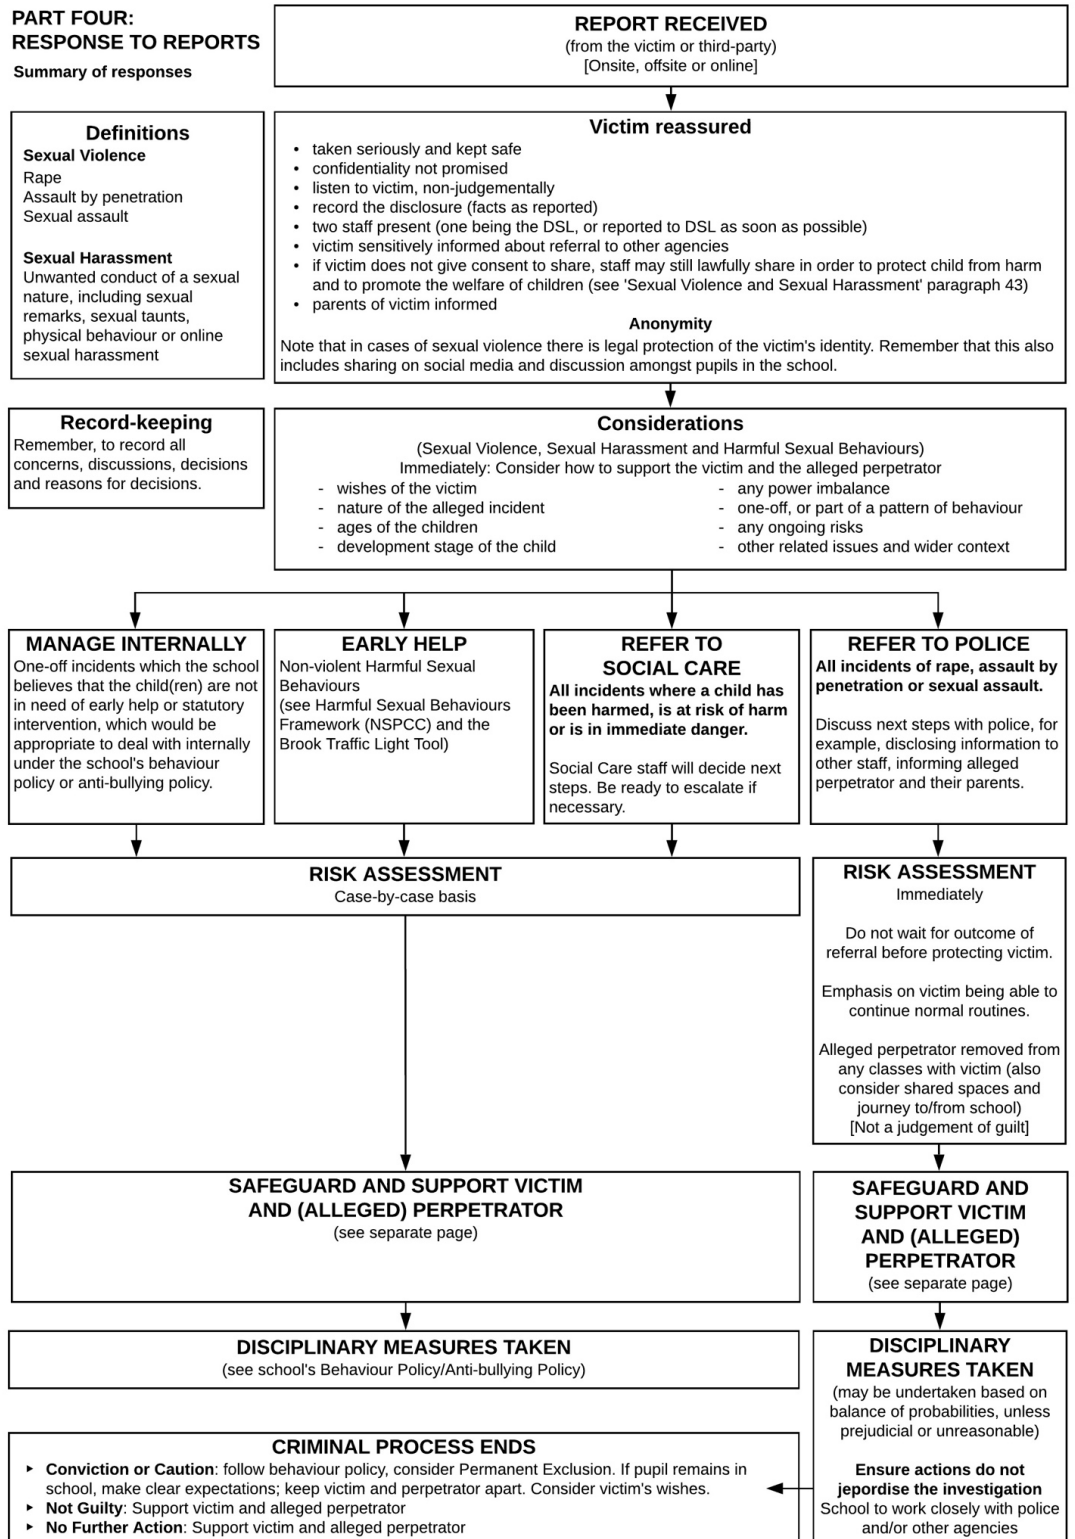 PART FOUR:
RESPONSE TO REPORTS
Summary of responses
REPORT RECEIVED
(from the victim or third-party)
[Onsite, offsite or online]
Definitions
Sexual Violence
Rape
Assault by penetration
Sexual assault
Sexual Harassment
Unwanted conduct of a sexual
nature, including sexual
remarks, sexual taunts,
physical behaviour or online
sexual harassment
Victim reassured
• taken seriously and kept safe
• confidentiality not promised
• listen to victim, non-judgementally
• record the disclosure (facts as reported)
• two staff present (one being the DSL, or reported to DSL as soon as possible)
• victim sensitively informed about referral to other agencies
• if victim does not give consent to share, staff may still lawfully share in order to protect child from harm
and to promote the welfare of children (see 'Sexual Violence and Sexual Harassment' paragraph 43)
• parents of victim informed
Anonymity
Note that in cases of sexual violence there is legal protection of the victim's identity. Remember that this also
includes sharing on social media and discussion amongst pupils in the school.
Record-keeping
Remember, to record all
concerns, discussions, decisions
and reasons for decisions.
Considerations
(Sexual Violence, Sexual Harassment and Harmful Sexual Behaviours)
Immediately: Consider how to support the victim and the alleged perpetrator
- wishes of the victim
- nature of the alleged incident
- ages of the children
- development stage of the child
- any power imbalance
- one-off, or part of a pattern of behaviour
- any ongoing risks
- other related issues and wider context
MANAGE INTERNALLY
One-off incidents which the school
believes that the child(ren) are not
in need of early help or statutory
intervention, which would be
appropriate to deal with internally
under the school's behaviour
policy or anti-bullying policy.
EARLY HELP
Non-violent Harmful Sexual
Behaviours
(see Harmful Sexual Behaviours
Framework (NSPCC) and the
Brook Traffic Light Tool)
REFER TO
SOCIAL CARE
All incidents where a child has
been harmed, is at risk of harm
or is in immediate danger.
Social Care staff will decide next
steps. Be ready to escalate if
necessary.
REFER TO POLICE
All incidents of rape, assault by
penetration or sexual assault.
Discuss next steps with police, for
example, disclosing information to
other staff, informing alleged
perpetrator and their parents.
RISK ASSESSMENT
Case-by-case basis
RISK ASSESSMENT
Immediately
Do not wait for outcome of
referral before protecting victim.
Emphasis on victim being able to
continue normal routines.
Alleged perpetrator removed from
any classes with victim (also
consider shared spaces and
journey to/from school)
[Not a judgement of guilt]
SAFEGUARD AND SUPPORT VICTIM
AND (ALLEGED) PERPETRATOR
(see separate page)
SAFEGUARD AND
SUPPORT VICTIM
AND (ALLEGED)
PERPETRATOR
(see separate page)
DISCIPLINARY MEASURES TAKEN
(see school's Behaviour Policy/Anti-bullying Policy)
DISCIPLINARY
MEASURES TAKEN
(may be undertaken based on
balance of probabilities, unless
prejudicial or unreasonable)
Ensure actions do not
jepordise the investigation
School to work closely with police
and/or other agencies
CRIMINAL PROCESS ENDS
‣ Conviction or Caution: follow behaviour policy, consider Permanent Exclusion. If pupil remains in
school, make clear expectations; keep victim and perpetrator apart. Consider victim's wishes.
‣ Not Guilty: Support victim and alleged perpetrator
‣ No Further Action: Support victim and alleged perpetrator